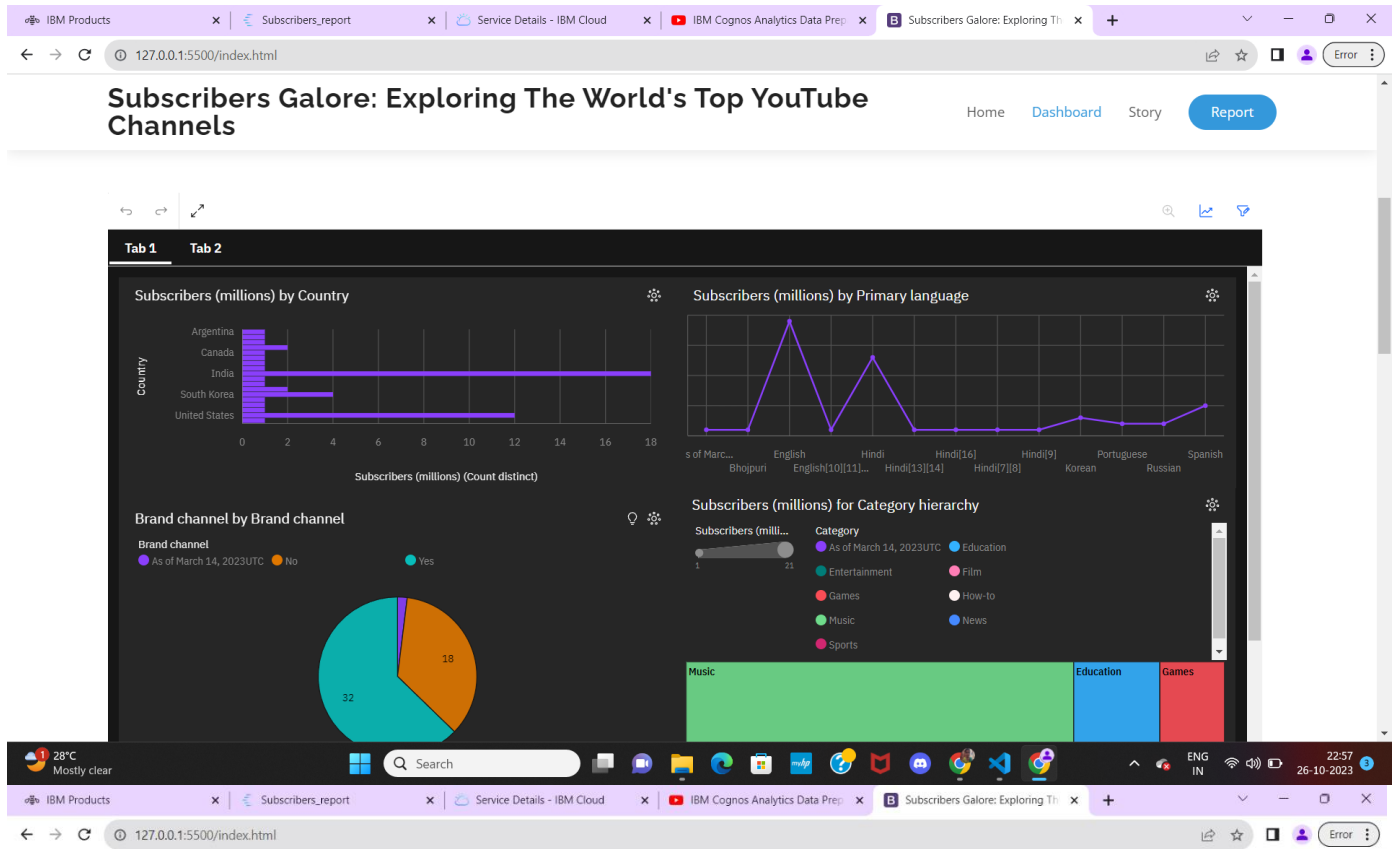 IBM Products
Subscribers_report
Service Details - IBM Cloud
IBM Cognos Analytics Data Prep
B Subscribers Galore: Exploring Th
127.0.0.1:5500/index.html
Error
Subscribers Galore: Exploring The World's Top YouTube
Channels
Home Dashboard Story Report
Tab 1 Tab 2
Subscribers (millions) by Country
Country
Argentina
Canada
India
South Korea
United States
0 2 4 6 8 10 12 14 16 18
Subscribers (millions) (Count distinct)
Subscribers (millions) by Primary language
s of Marc... English Hindi Hindi[16] Hindi[9] Portuguese Spanish
Bhojpuri English[10][11]... Hindi[13][14] Hindi[7][8] Korean Russian
Brand channel by Brand channel
Brand channel
As of March 14, 2023UTC No Yes
18
32
Subscribers (millions) for Category hierarchy
Subscribers (milli...
1 21
Category
As of March 14, 2023UTC Education
Entertainment Film
Games How-to
Music News
Sports
Music Education Games
1
28°C
Mostly clear
Search
mvhp
ENG
IN
22:57
26-10-2023
3
IBM Products
Subscribers_report
Service Details - IBM Cloud
IBM Cognos Analytics Data Prep
B Subscribers Galore: Exploring Th
127.0.0.1:5500/index.html
Error